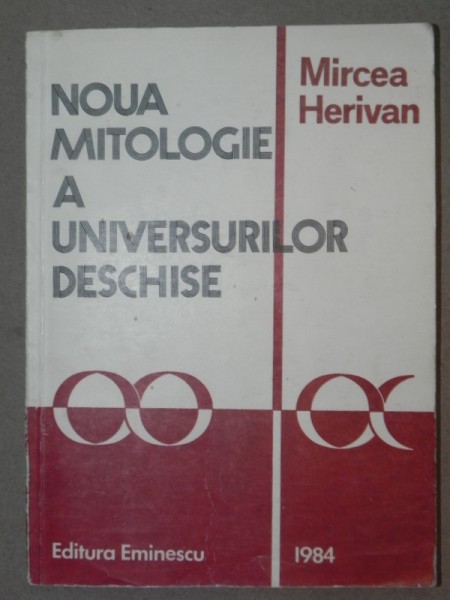 Mircea
Herivan
NOUA
MITOLOGIE
A
UNIVERSURILOR
DESCHISE
Editura Eminescu
1984